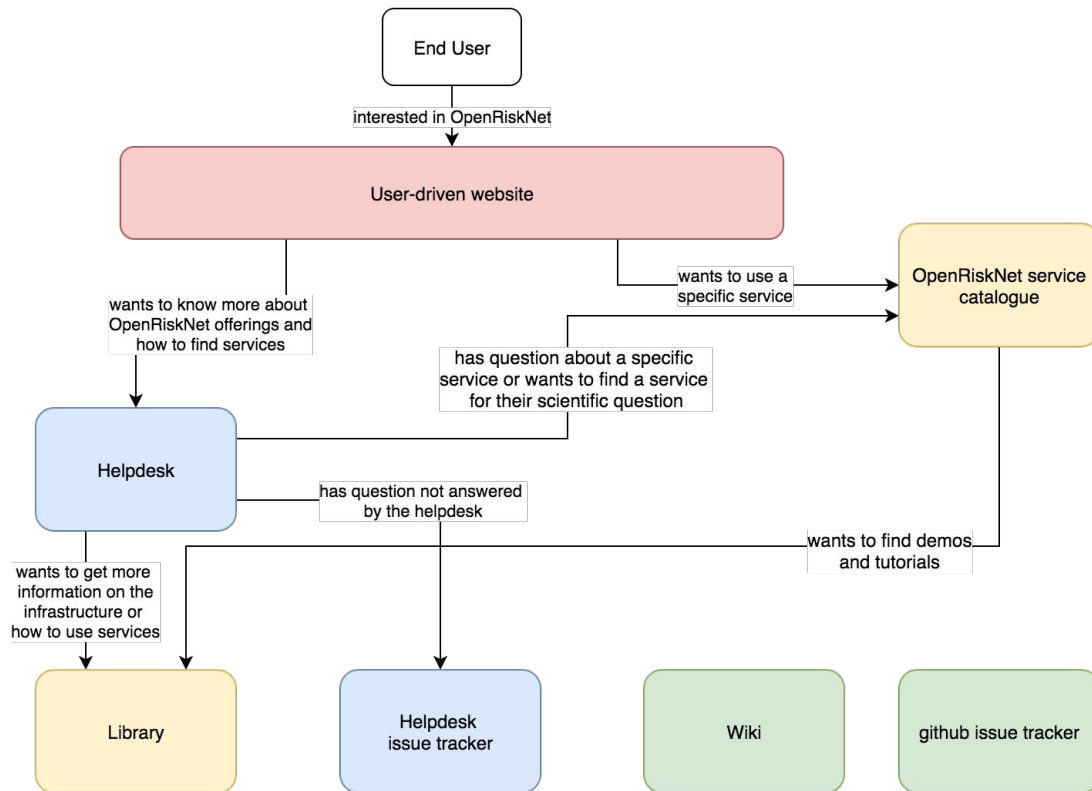 End User
interested in OpenRiskNet
User-driven website
wants to use a
specific service
OpenRiskNet service
catalogue
wants to know more about
OpenRiskNet offerings and
how to find services
has question about a specific
service or wants to find a service
for their scientific question
Helpdesk
has question not answered
by the helpdesk
wants to find demos
and tutorials
wants to get more
information on the
infrastructure or
how to use services
Library
Helpdesk
issue tracker
Wiki
github issue tracker